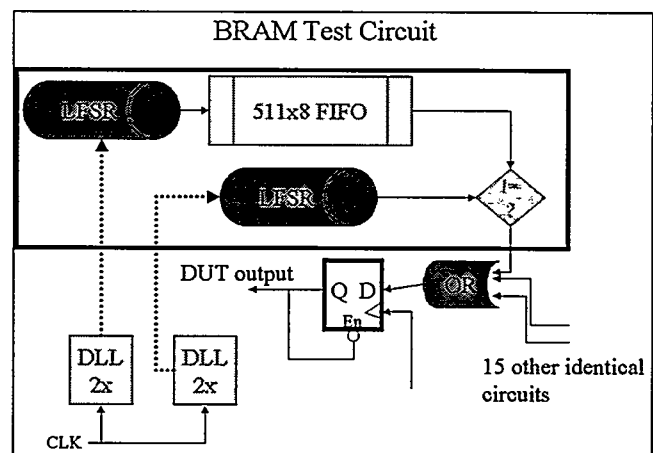 BRAM Test Circuit
LFSR
511x8 FIFO
LFSR
DUT output
Q D
En
OR
DLL
2x
DLL
2x
15 other identical
circuits
CLK